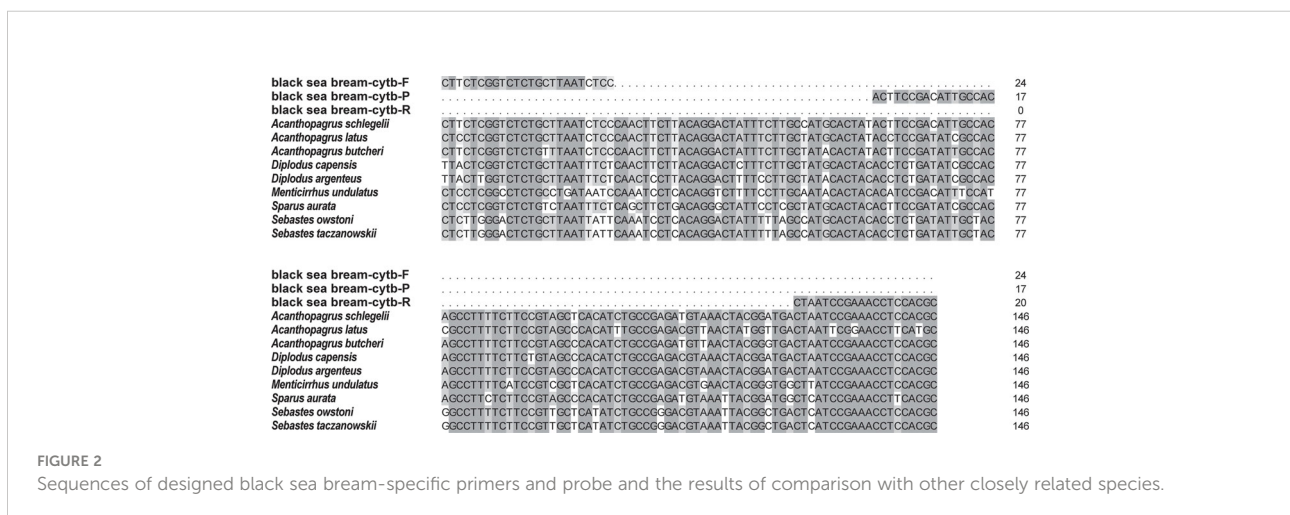 black sea bream-cytb-F CTTCTCGGTCTCTGCTTAATCTCC 24
black sea bream-cytb-P ACTTCCGACATTGCCAC 17
black sea bream-cytb-R 0
Acanthopagrus schlegelii CTTCTCGGTCTCTGCTTAATCTCCCAACTTCTTACAGGACTATTTCTTGCCATGCACTATACTTCCGACATTGCCAC 77
Acanthopagrus latus CTCCTCGGTCTCTGCTTAATCTCCCAACTTCTTACAGGACTATTTCTTGCTATGCACTATACCTCCGATATCGCCAC 77
Acanthopagrus butcheri CTTCTCGGTCTCTGTTTAATCTCCCAACTTCTTACAGGACTATTTCTTGCTATACACTATACTTCCGATATCGCCAC 77
Diplodus capensis TTACTCGGTCTCTGCTTAATTTCTCAACTTCTTACAGGACTCTTTCTTGCTATGCACTACACCTCTGATATCGCCAC 77
Diplodus argenteus TTACTTGGTCTCTGCTTAATTTCTCAACTCCTTACAGGACTTTTCCTTGCTATACACTACACCTCTGATATCGCCAC 77
Menticirrhus undulatus CTCCTCGGCCTCTGCCTGATAATCCAAATCCTCACAGGTCTTTTCCTTGCAATACACTACACATCCGACATTTCCAT 77
Sparus aurata CTCCTCGGTCTCTGTCTAATTTCTCAGCTTCTGACAGGGCTATTCCTCGCTATGCACTACACTTCCGATATCGCCAC 77
Sebastes owstoni CTCTTGGGACTCTGCTTAATTATTCAAATCCTCACAGGACTATTTTTAGCCATGCACTACACCTCTGATATTGCTAC 77
Sebastes taczanowskii CTCTTGGGACTCTGCTTAATTATTCAAATCCTCACAGGACTATTTTTAGCCATGCACTACACCTCTGATATTGCTAC 77
black sea bream-cytb-F 24
black sea bream-cytb-P 17
black sea bream-cytb-R CTAATCCGAAACCTCCACGC 20
Acanthopagrus schlegelii AGCCTTTTCTTCCGTAGCTCACATCTGCCGAGATGTAAACTACGGATGACTAATCCGAAACCTCCACGC 146
Acanthopagrus latus CGCCTTTTCTTCCGTAGCCCACATTTGCCGAGACGTTAACTATGGTTGACTAATTCGGAACCTTCATGC 146
Acanthopagrus butcheri AGCCTTTTCTTCCGTAGCCCACATCTGCCGAGATGTTAACTACGGGTGACTAATCCGAAACCTCCACGC 146
Diplodus capensis AGCCTTTTCTTCTGTAGCCCACATCTGCCGAGACGTAAACTACGGATGACTAATCCGAAACCTCCACGC 146
Diplodus argenteus AGCCTTTTCTTCCGTAGCCCACATCTGCCGAGACGTAAACTACGGATGACTAATCCGAAACCTCCACGC 146
Menticirrhus undulatus AGCCTTTTCATCCGTCGCTCACATCTGCCGAGACGTGAACTACGGGTGGCTTATCCGAAACCTCCACGC 146
Sparus aurata AGCCTTCTCTTCCGTAGCCCACATCTGCCGAGACGTAAATTACGGATGGCTCATCCGAAACCTTCACGC 146
Sebastes owstoni GGCCTTTTCTTCCGTTGCTCATATCTGCCGGGACGTAAATTACGGCTGACTCATCCGAAACCTCCACGC 146
Sebastes taczanowskii GGCCTTTTCTTCCGTTGCTCATATCTGCCGGGACGTAAATTACGGCTGACTCATCCGAAACCTCCACGC 146
FIGURE 2
Sequences of designed black sea bream-specific primers and probe and the results of comparison with other closely related species.